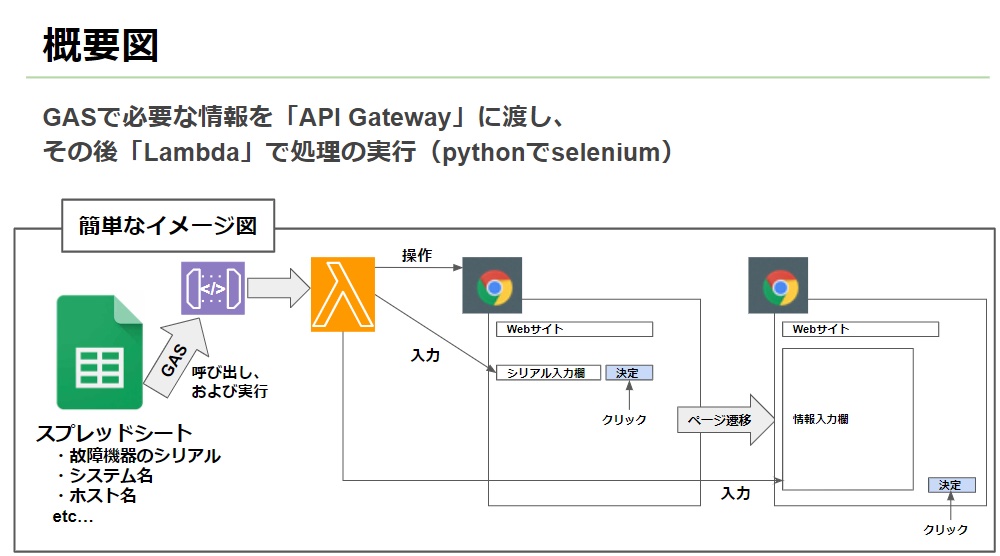 概要図
GASで必要な情報を「API Gateway」に渡し、
その後「Lambda」で処理の実行（pythonでselenium）
簡単なイメージ図
操作
</>
Webサイト
Webサイト
GAS
呼び出し、
および実行
入力
シリアル入力欄
決定
クリック
ページ遷移
情報入力欄
スプレッドシート
・故障機器のシリアル
・システム名
・ホスト名
etc…
入力
決定
クリック